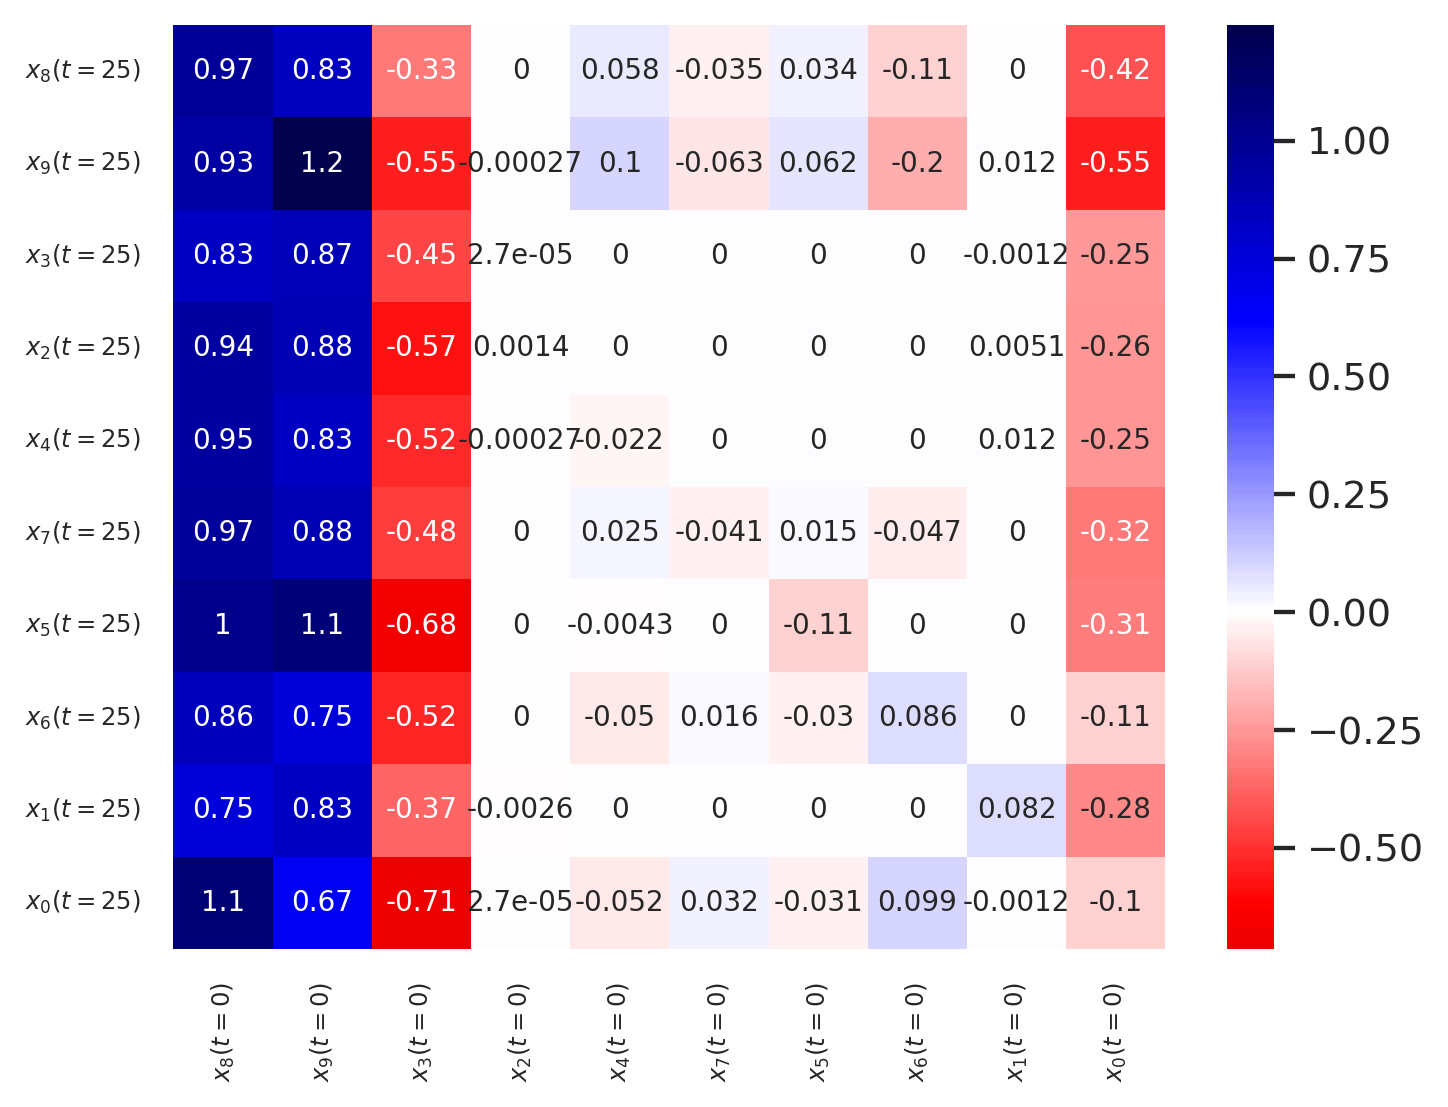 x₈(t = 25) 0.97 0.83 -0.33 0 0.058 -0.035 0.034 -0.11 0 -0.42
x₉(t = 25) 0.93 1.2 -0.55 -0.00027 0.1 -0.063 0.062 -0.2 0.012 -0.55
x₃(t = 25) 0.83 0.87 -0.45 2.7e-05 0 0 0 0 -0.0012 -0.25
x₂(t = 25) 0.94 0.88 -0.57 0.0014 0 0 0 0 0.0051 -0.26
x₄(t = 25) 0.95 0.83 -0.52 -0.00027 -0.022 0 0 0 0.012 -0.25
x₇(t = 25) 0.97 0.88 -0.48 0 0.025 -0.041 0.015 -0.047 0 -0.32
x₅(t = 25) 1 1.1 -0.68 0 -0.0043 0 -0.11 0 0 -0.31
x₆(t = 25) 0.86 0.75 -0.52 0 -0.05 0.016 -0.03 0.086 0 -0.11
x₁(t = 25) 0.75 0.83 -0.37 -0.0026 0 0 0 0 0.082 -0.28
x₀(t = 25) 1.1 0.67 -0.71 2.7e-05 -0.052 0.032 -0.031 0.099 -0.0012 -0.1
x₈(t = 0)
x₉(t = 0)
x₃(t = 0)
x₂(t = 0)
x₄(t = 0)
x₇(t = 0)
x₅(t = 0)
x₆(t = 0)
x₁(t = 0)
x₀(t = 0)
1.00
0.75
0.50
0.25
0.00
−0.25
−0.50